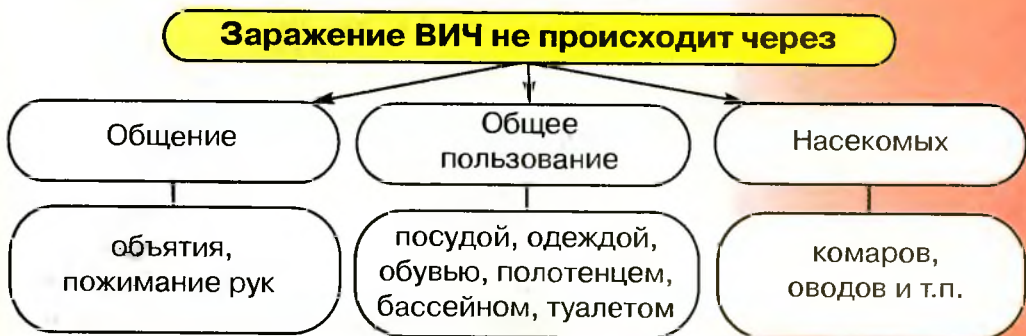 Заражение ВИЧ не происходит через
Общение
Общее
пользование
Насекомых
объятия,
пожимание рук
посудой, одеждой,
обувью, полотенцем,
бассейном, туалетом
комаров,
оводов и т.п.